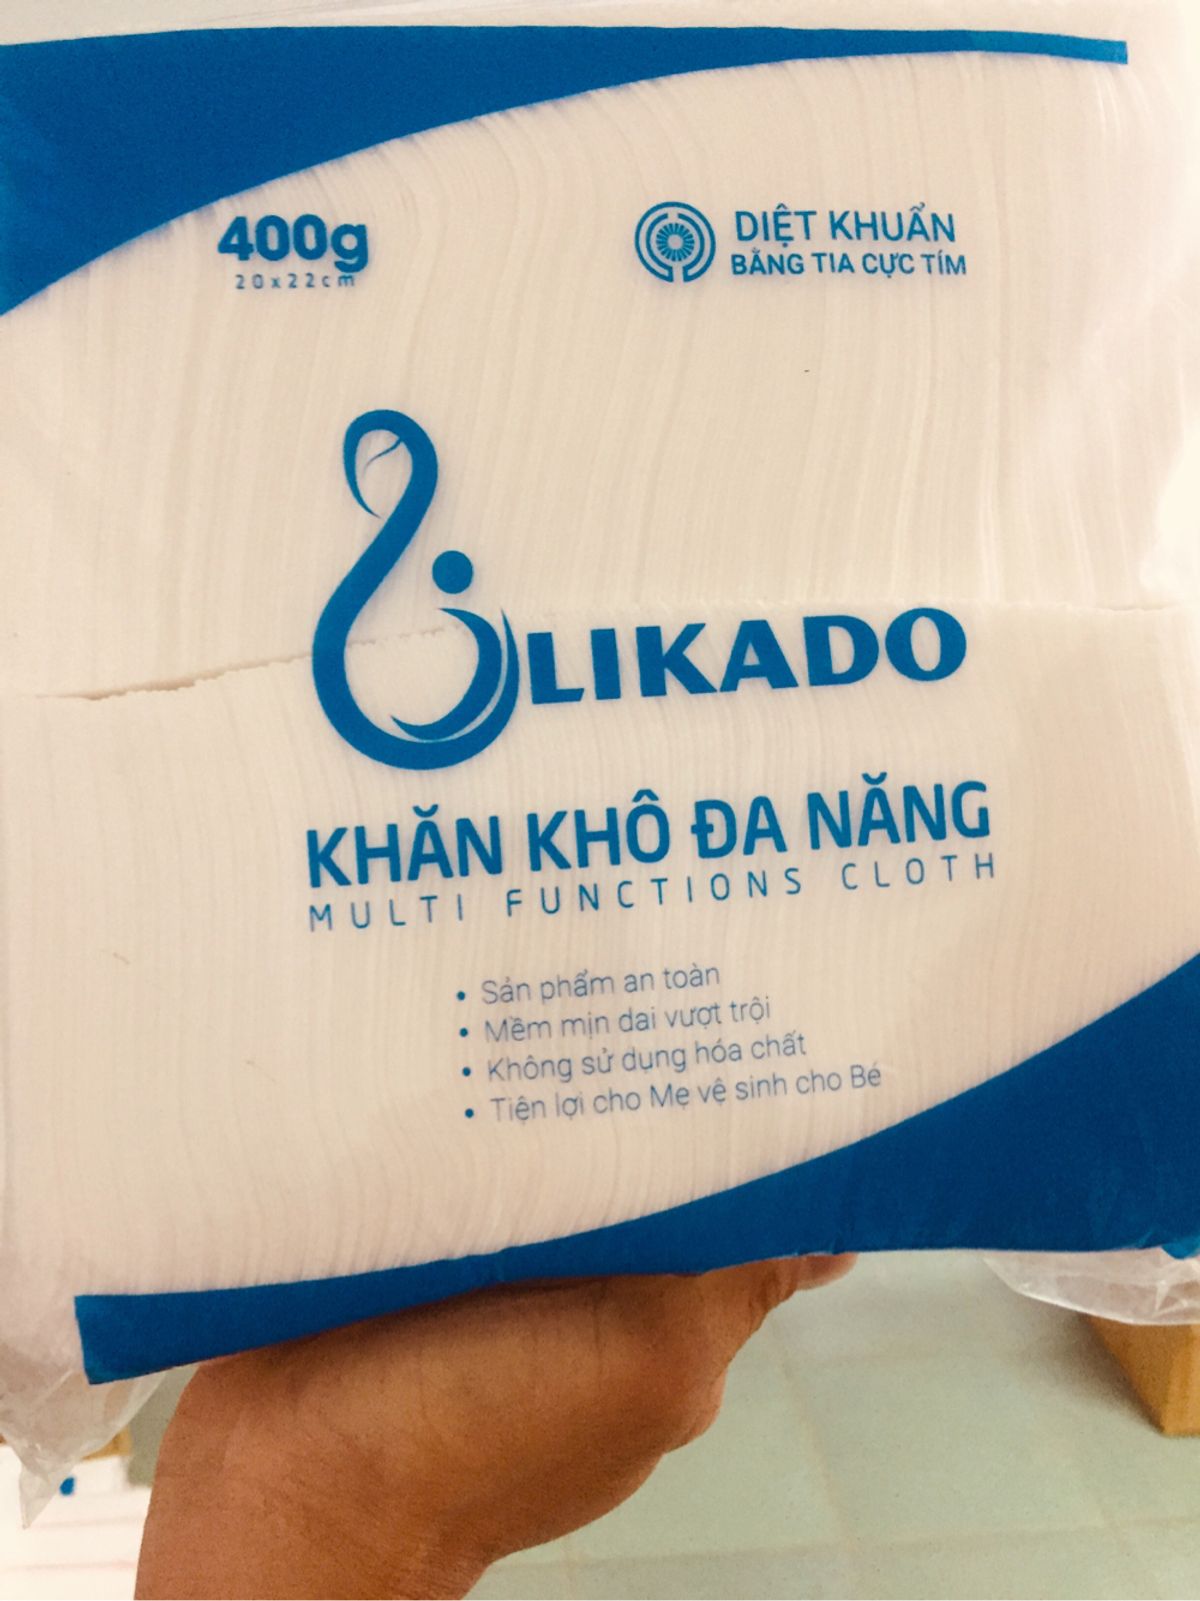 400g
20x22cm
DIỆT KHUẨN
BẰNG TIA CỰC TÍM
LIKADO
KHĂN KHÔ ĐA NĂNG
MULTI FUNCTIONS CLOTH
• Sản phẩm an toàn
• Mềm mịn dai vượt trội
• Không sử dụng hóa chất
• Tiện lợi cho Mẹ vệ sinh cho Bé